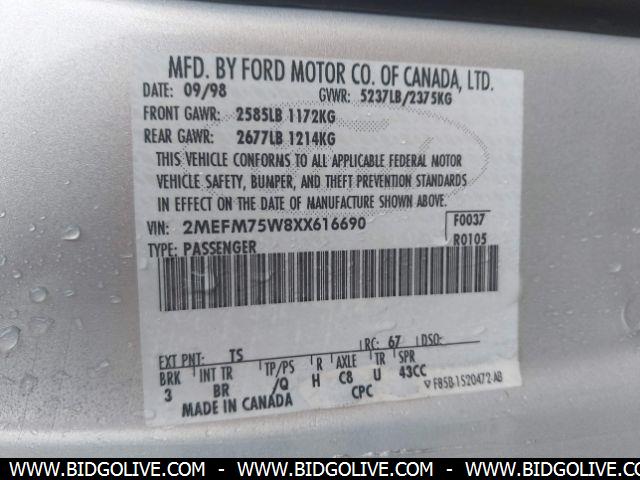 MFD. BY FORD MOTOR CO. OF CANADA, LTD.
DATE: 09/98 GVWR: 5237LB/2375KG
FRONT GAWR: 2585LB 1172KG
REAR GAWR: 2677LB 1214KG
THIS VEHICLE CONFORMS TO ALL APPLICABLE FEDERAL MOTOR
VEHICLE SAFETY, BUMPER, AND THEFT PREVENTION STANDARDS
IN EFFECT ON THE DATE OF MANUFACTURE SHOWN ABOVE.
VIN: 2MEFM75W8XX616690 F0037
TYPE: PASSENGER R0105
EXT PNT: TS RC: 67 DSO:
BRK INT TR TP/PS R AXLE TR SPR
3 BR /Q H C8 U 43CC
MADE IN CANADA CPC ▽ F85B-1520472-AB
WWW.BIDGOLIVE.COM - WWW.BIDGOLIVE.COM - WWW.BIDGOLIVE.COM